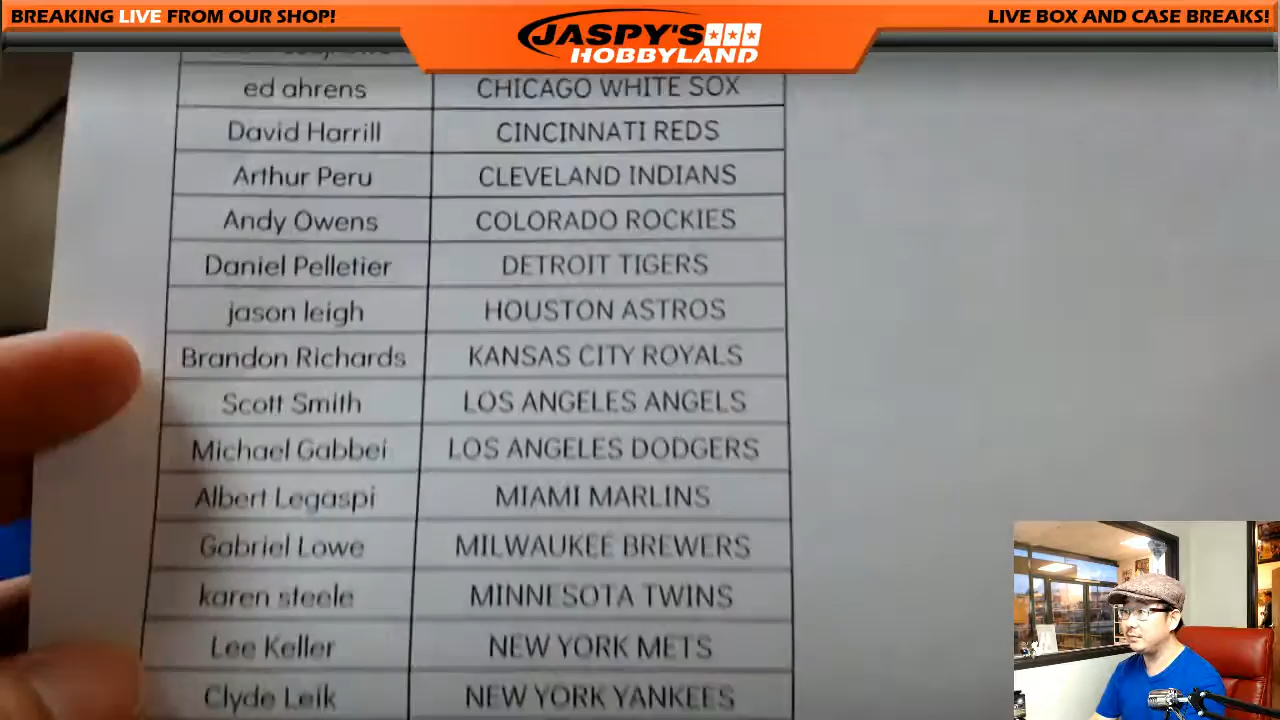 BREAKING LIVE FROM OUR SHOP!
JASPY'S
HOBBYLAND
LIVE BOX AND CASE BREAKS!
ed ahrens CHICAGO WHITE SOX
David Harrill CINCINNATI REDS
Arthur Peru CLEVELAND INDIANS
Andy Owens COLORADO ROCKIES
Daniel Pelletier DETROIT TIGERS
jason leigh HOUSTON ASTROS
Brandon Richards KANSAS CITY ROYALS
Scott Smith LOS ANGELES ANGELS
Michael Gabbei LOS ANGELES DODGERS
Albert Legaspi MIAMI MARLINS
Gabriel Lowe MILWAUKEE BREWERS
karen steele MINNESOTA TWINS
Lee Keller NEW YORK METS
Clyde Leik NEW YORK YANKEES